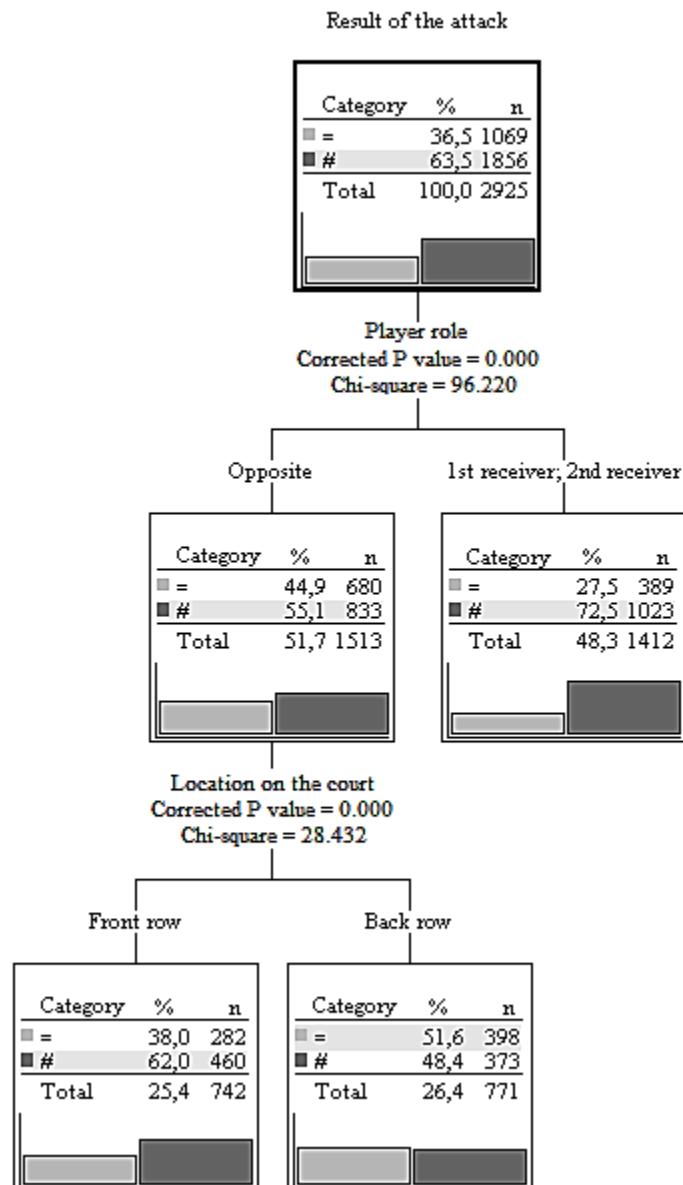 Result of the attack
Category % n
= 36,5 1069
# 63,5 1856
Total 100,0 2925
Player role
Corrected P value = 0.000
Chi-square = 96.220
Opposite
Category % n
= 44,9 680
# 55,1 833
Total 51,7 1513
1st receiver; 2nd receiver
Category % n
= 27,5 389
# 72,5 1023
Total 48,3 1412
Location on the court
Corrected P value = 0.000
Chi-square = 28.432
Front row
Category % n
= 38,0 282
# 62,0 460
Total 25,4 742
Back row
Category % n
= 51,6 398
# 48,4 373
Total 26,4 771